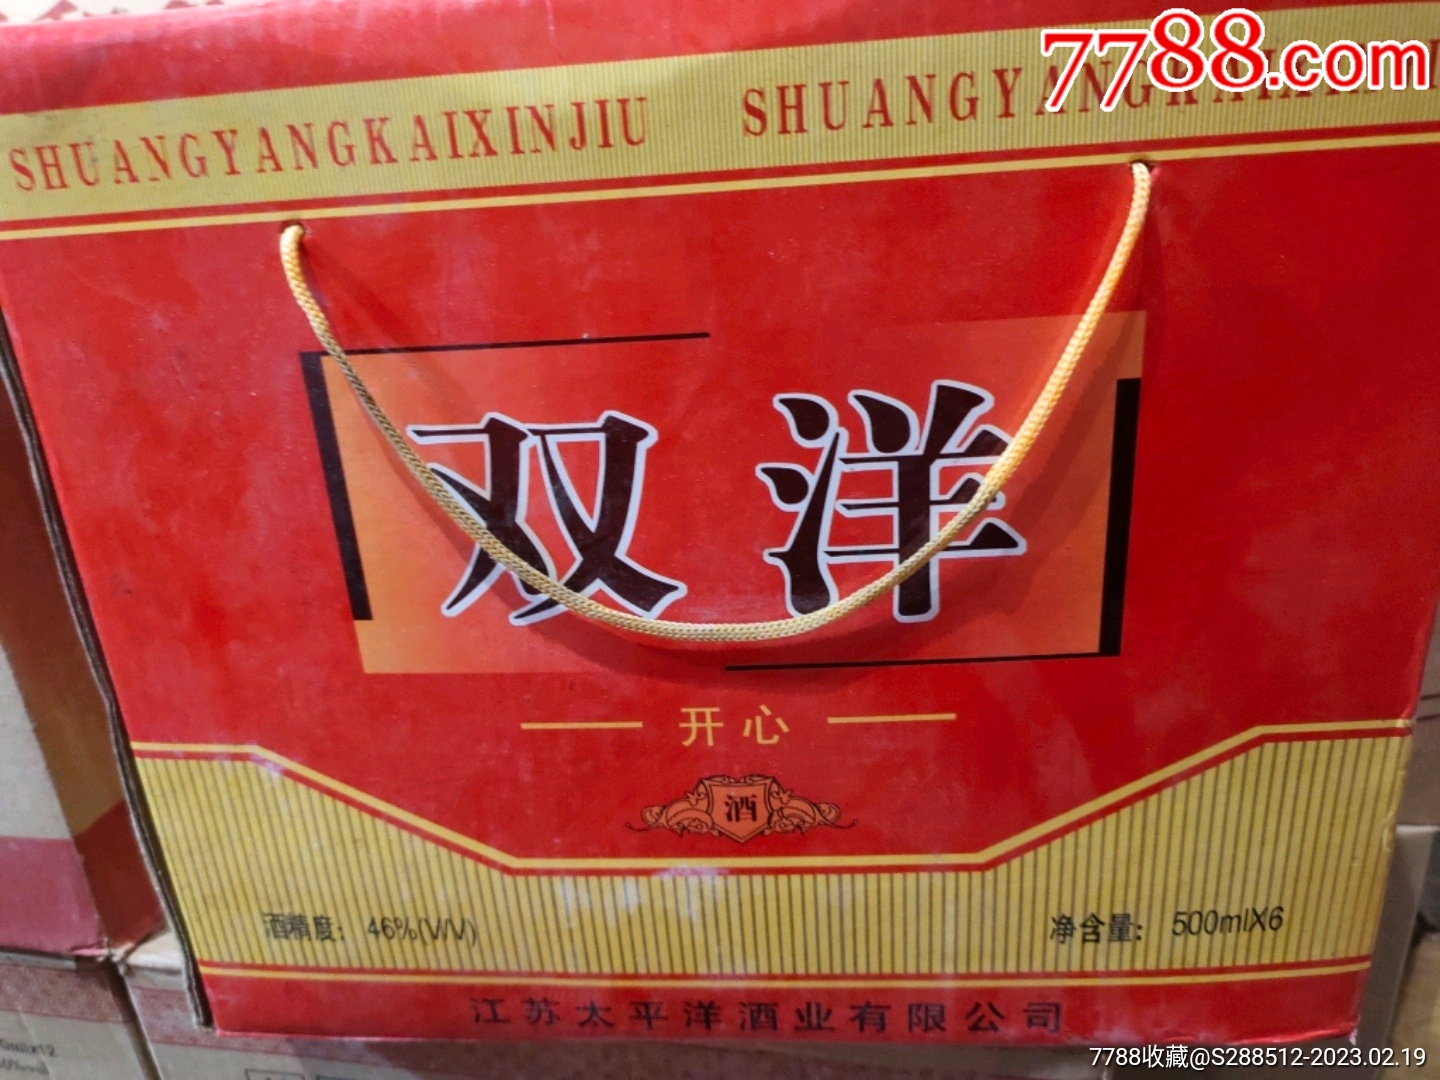 7788.com
SHUANGYANGKAIXINJIU SHUANGYANGKAIXINJIU
双洋
开心
酒
酒精度：46%(V/V) 净含量：500mlX6
江苏太平洋酒业有限公司
7788收藏@S288512-2023.02.19